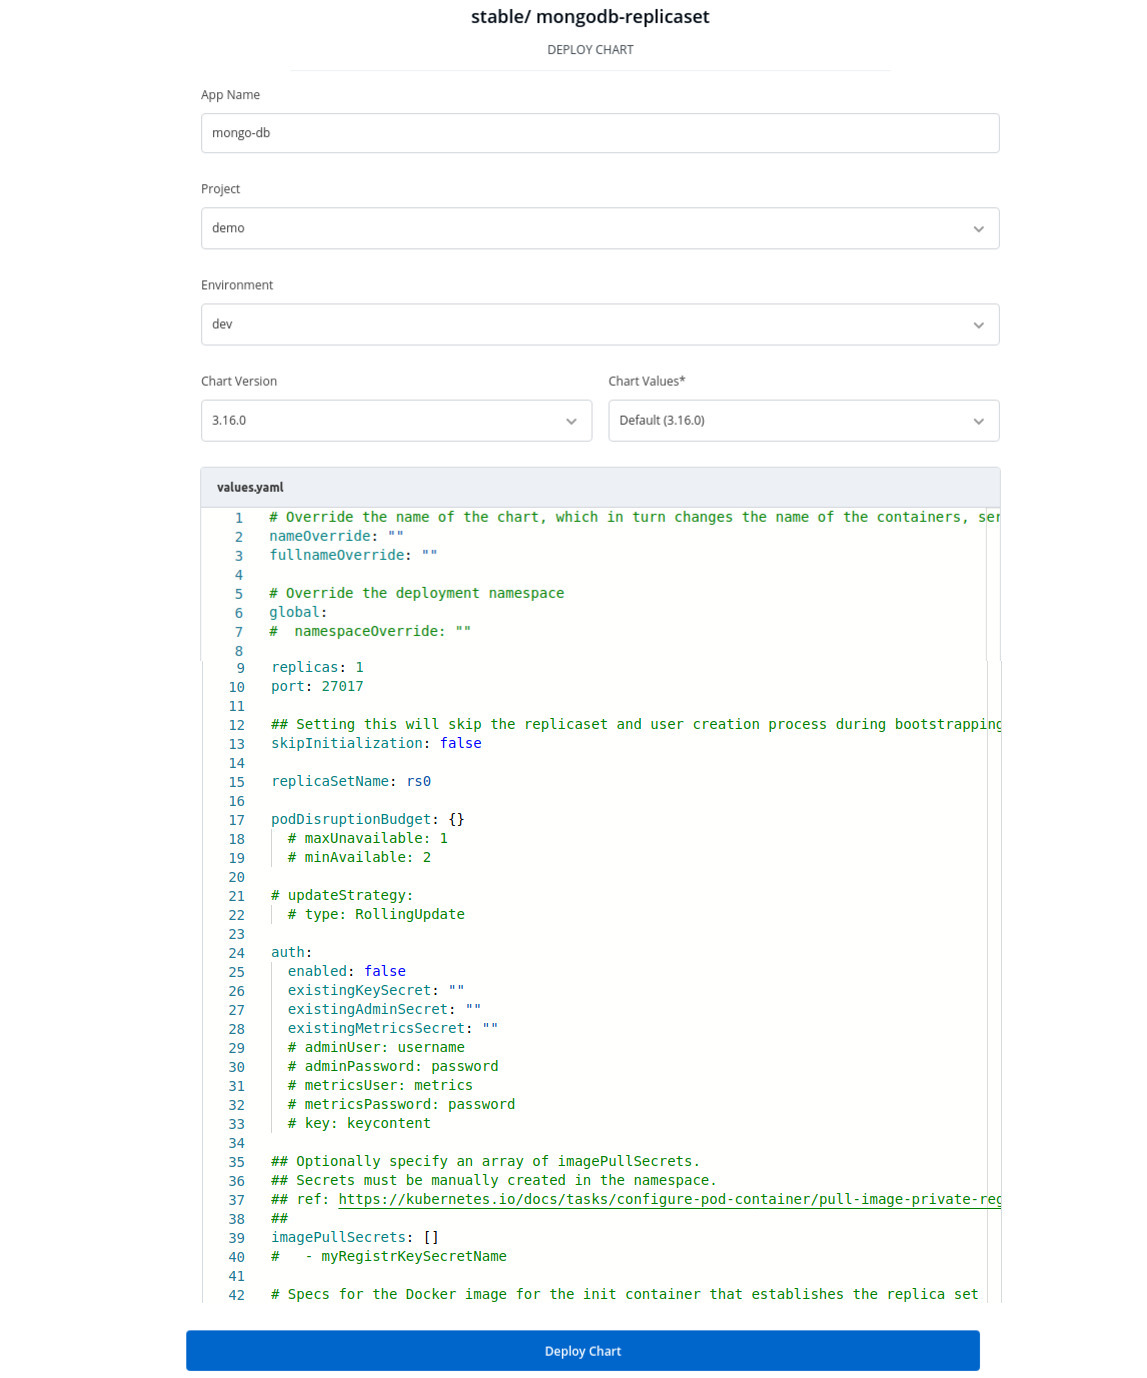 stable/ mongodb-replicaset
DEPLOY CHART
App Name
mongo-db
Project
demo
Environment
dev
Chart Version
Chart Values*
3.16.0
Default (3.16.0)
values.yaml
1 # Override the name of the chart, which in turn changes the name of the containers, ser
2 nameOverride: ""
3 fullnameOverride: ""
4
5 # Override the deployment namespace
6 global:
7 #  namespaceOverride: ""
8
9 replicas: 1
10 port: 27017
11
12 ## Setting this will skip the replicaset and user creation process during bootstrapping
13 skipInitialization: false
14
15 replicaSetName: rs0
16
17 podDisruptionBudget: {}
18   # maxUnavailable: 1
19   # minAvailable: 2
20
21 # updateStrategy:
22   # type: RollingUpdate
23
24 auth:
25   enabled: false
26   existingKeySecret: ""
27   existingAdminSecret: ""
28   existingMetricsSecret: ""
29   # adminUser: username
30   # adminPassword: password
31   # metricsUser: metrics
32   # metricsPassword: password
33   # key: keycontent
34
35 ## Optionally specify an array of imagePullSecrets.
36 ## Secrets must be manually created in the namespace.
37 ## ref: https://kubernetes.io/docs/tasks/configure-pod-container/pull-image-private-reg
38 ##
39 imagePullSecrets: []
40 #   - myRegistrKeySecretName
41
42 # Specs for the Docker image for the init container that establishes the replica set
Deploy Chart